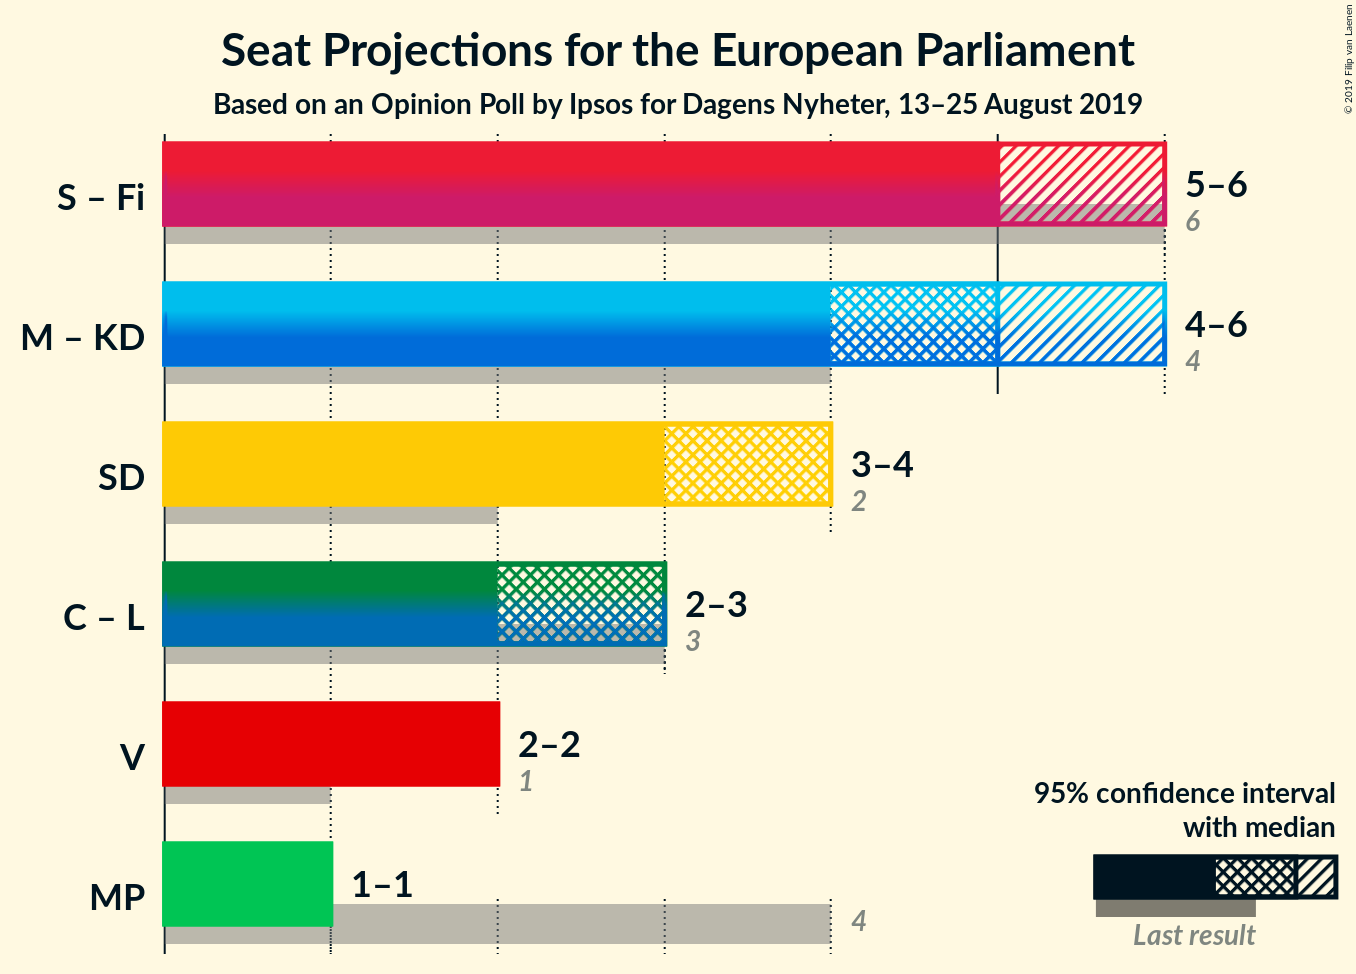 Seat Projections for the European Parliament
Based on an Opinion Poll by Ipsos for Dagens Nyheter, 13–25 August 2019
© 2019 Filip van Laenen
S – Fi
5–6
6
M – KD
4–6
4
SD
3–4
2
C – L
2–3
3
V
2–2
1
MP
1–1
4
95% confidence interval
with median
Last result